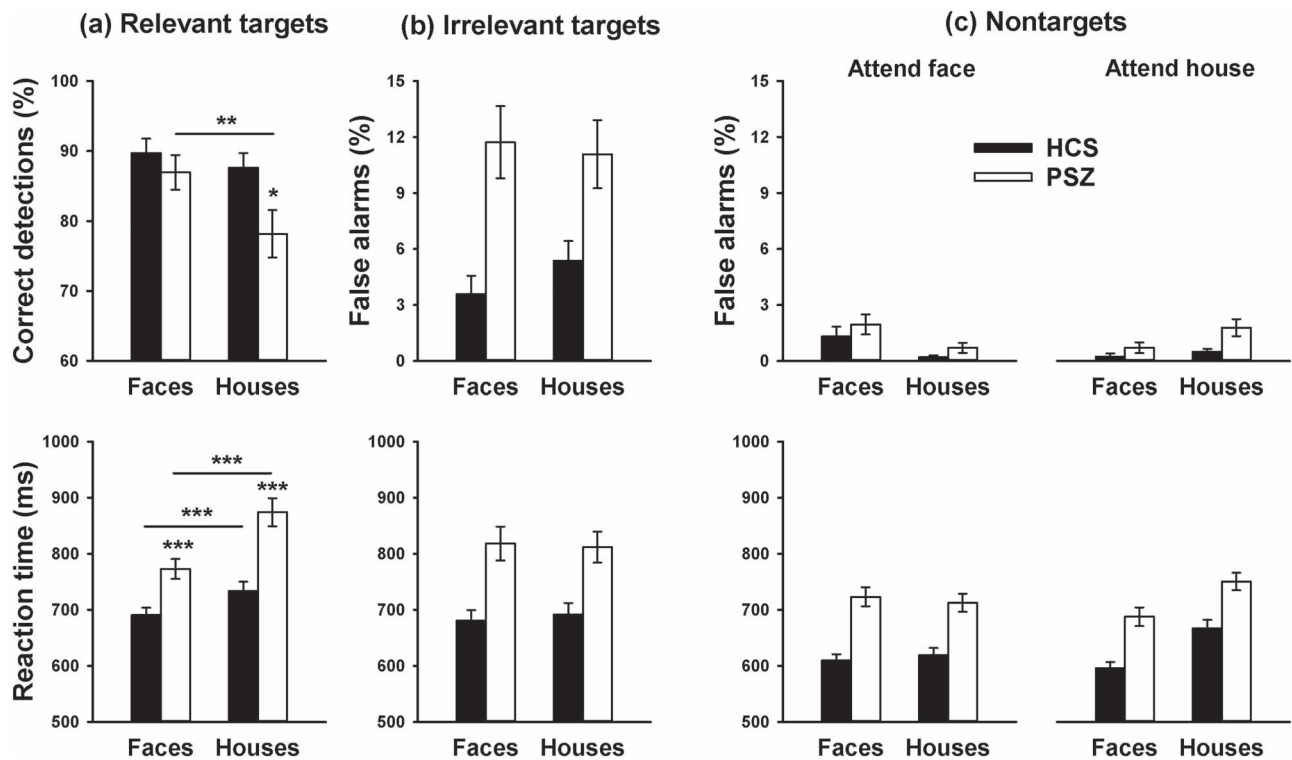 (a) Relevant targets
(b) Irrelevant targets
(c) Nontargets
Attend face
Attend house
Correct detections (%)
100
90
80
70
60
**
*
Faces Houses
False alarms (%)
15
12
9
6
3
0
Faces Houses
False alarms (%)
15
12
9
6
3
0
HCS
PSZ
Faces Houses
Faces Houses
Reaction time (ms)
1000
900
800
700
600
500
***
***
***
***
Faces Houses
1000
900
800
700
600
500
Faces Houses
1000
900
800
700
600
500
Faces Houses
Faces Houses